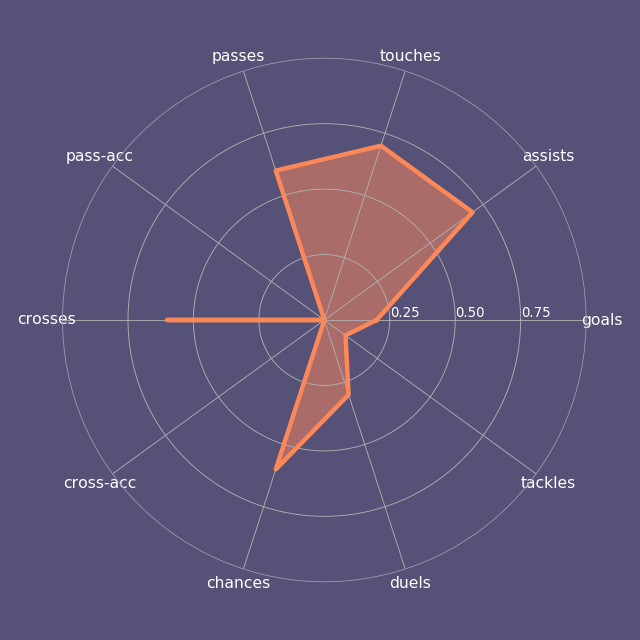 passes
touches
pass-acc
assists
crosses
0.25
0.50
0.75
goals
cross-acc
tackles
chances
duels